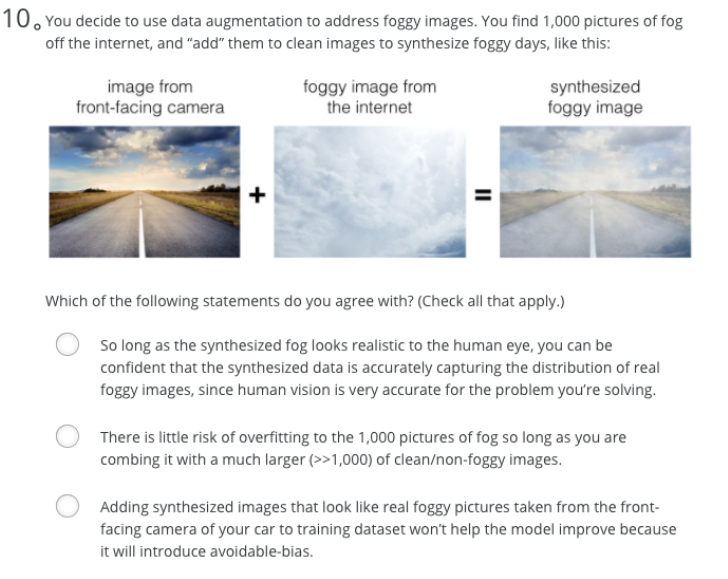 10. You decide to use data augmentation to address foggy images. You find 1,000 pictures of fog
off the internet, and “add” them to clean images to synthesize foggy days, like this:
image from
front-facing camera
foggy image from
the internet
synthesized
foggy image
+
=
Which of the following statements do you agree with? (Check all that apply.)
So long as the synthesized fog looks realistic to the human eye, you can be
confident that the synthesized data is accurately capturing the distribution of real
foggy images, since human vision is very accurate for the problem you’re solving.
There is little risk of overfitting to the 1,000 pictures of fog so long as you are
combing it with a much larger (>>1,000) of clean/non-foggy images.
Adding synthesized images that look like real foggy pictures taken from the front-
facing camera of your car to training dataset won’t help the model improve because
it will introduce avoidable-bias.